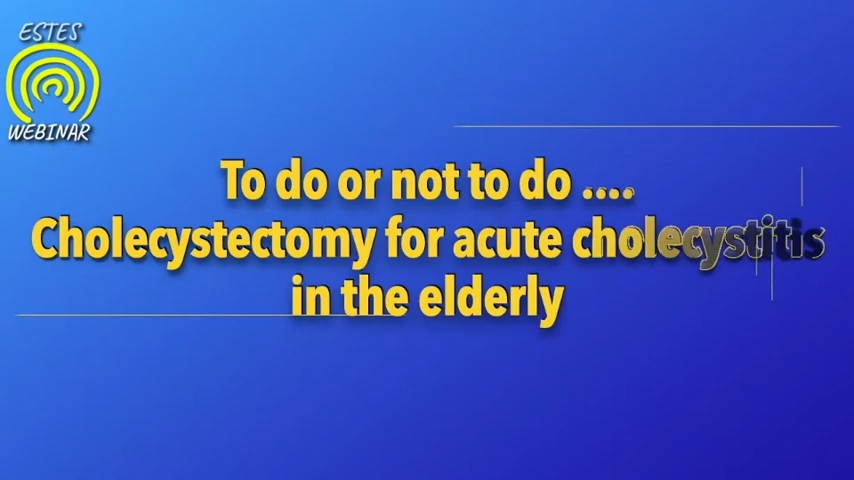 ESTES
WEBINAR
To do or not to do ....
Cholecystectomy for acute cholecystitis
in the elderly